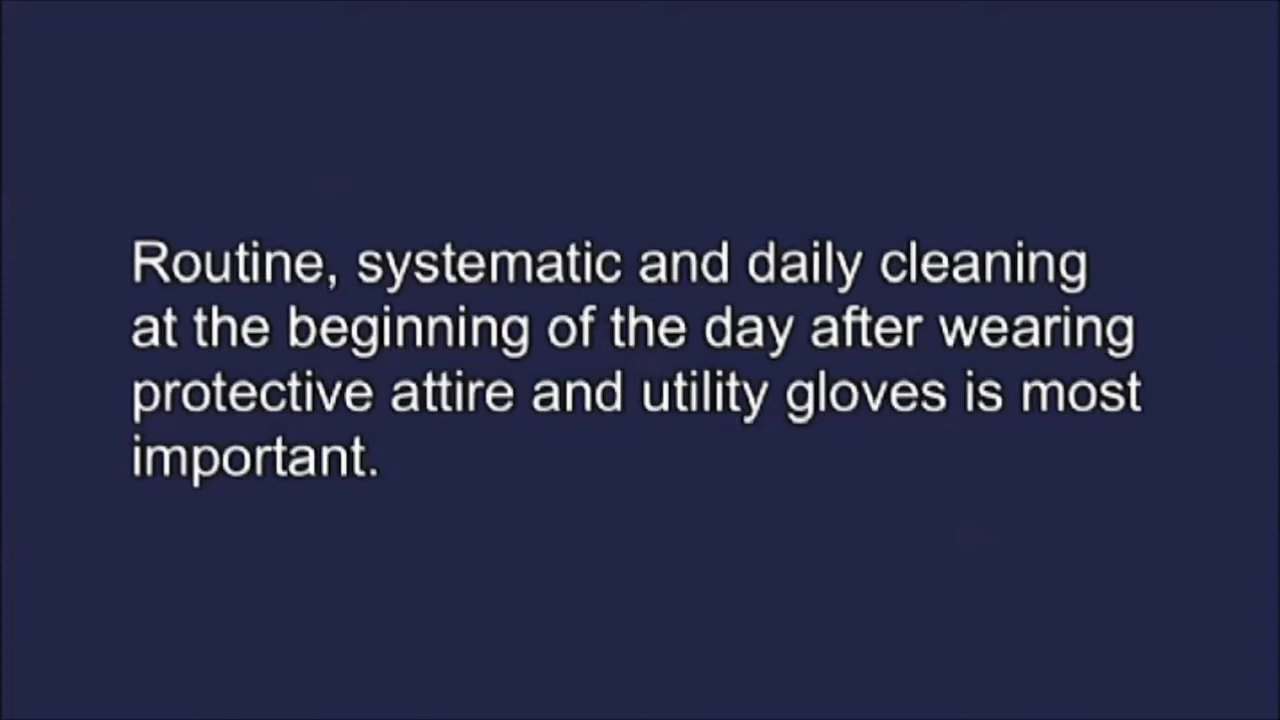 Routine, systematic and daily cleaning
at the beginning of the day after wearing
protective attire and utility gloves is most
important.